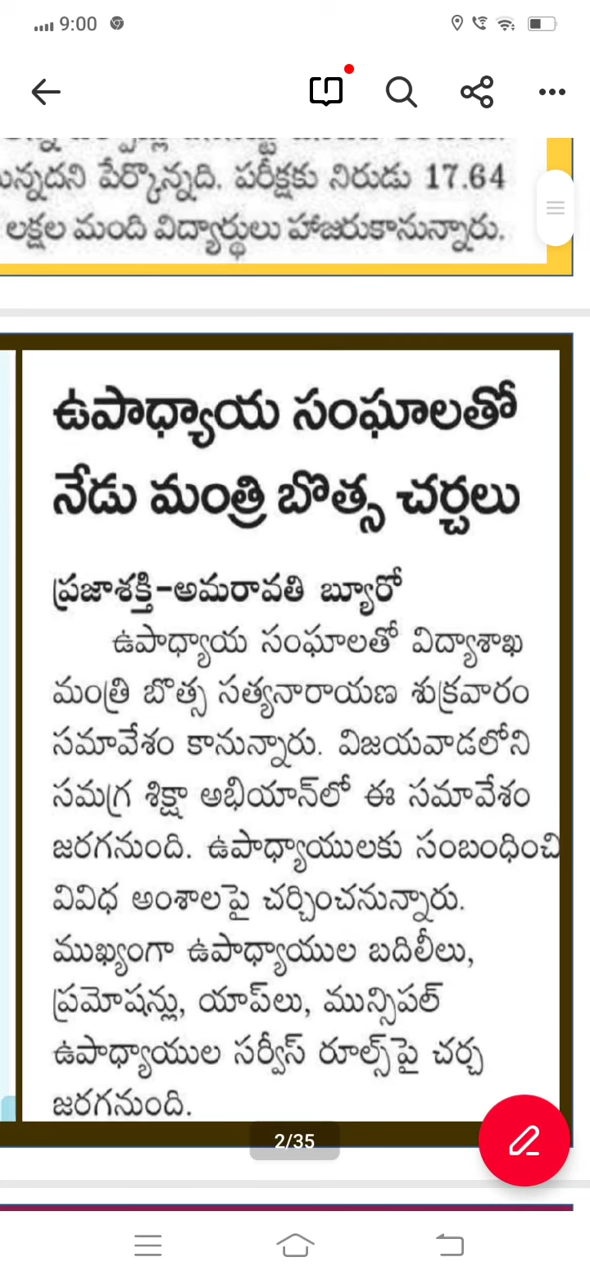 9:00
న్నదని పేర్కొన్నది. పరీక్షకు నిరుడు 17.64
లక్షల మంది విద్యార్థులు హాజరుకానున్నారు.
ఉపాధ్యాయ సంఘాలతో
నేడు మంత్రి బొత్స చర్చలు
ప్రజాశక్తి-అమరావతి బ్యూరో
ఉపాధ్యాయ సంఘాలతో విద్యాశాఖ
మంత్రి బొత్స సత్యనారాయణ శుక్రవారం
సమావేశం కానున్నారు. విజయవాడలోని
సమగ్ర శిక్షా అభియాన్‌లో ఈ సమావేశం
జరగనుంది. ఉపాధ్యాయులకు సంబంధించి
వివిధ అంశాలపై చర్చించనున్నారు.
ముఖ్యంగా ఉపాధ్యాయుల బదిలీలు,
ప్రమోషన్లు, యాప్‌లు, మున్సిపల్
ఉపాధ్యాయుల సర్వీస్ రూల్స్‌పై చర్చ
జరగనుంది.
2/35